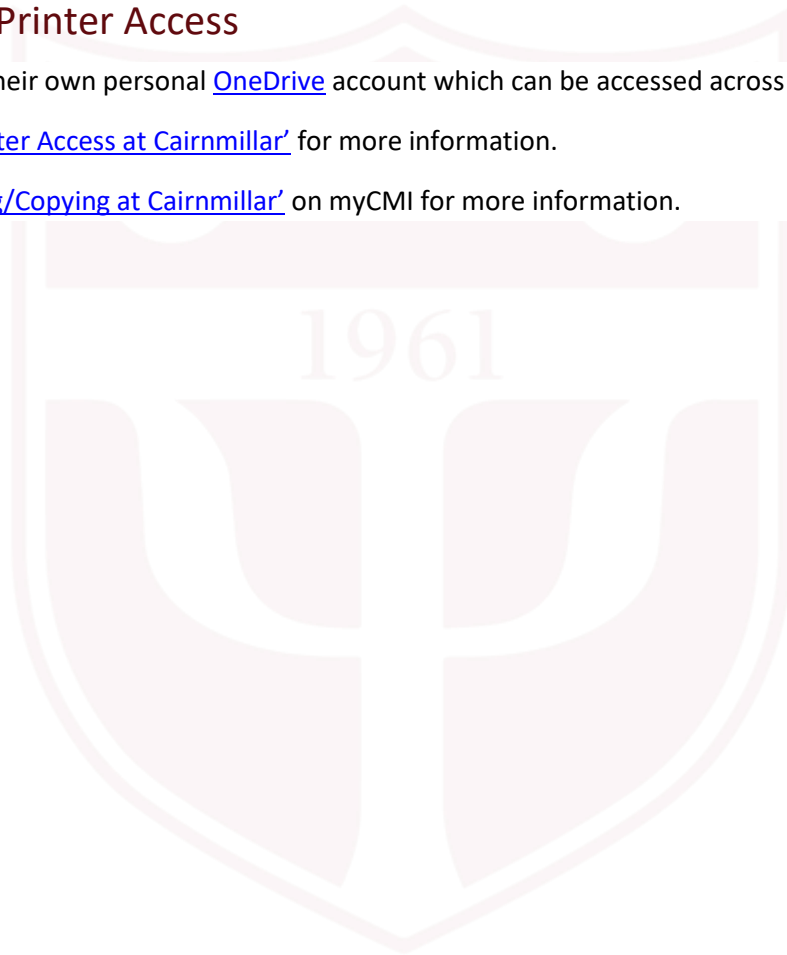 Printer Access
heir own personal OneDrive account which can be accessed across
ter Access at Cairnmillar’ for more information.
g/Copying at Cairnmillar’ on myCMI for more information.
1961